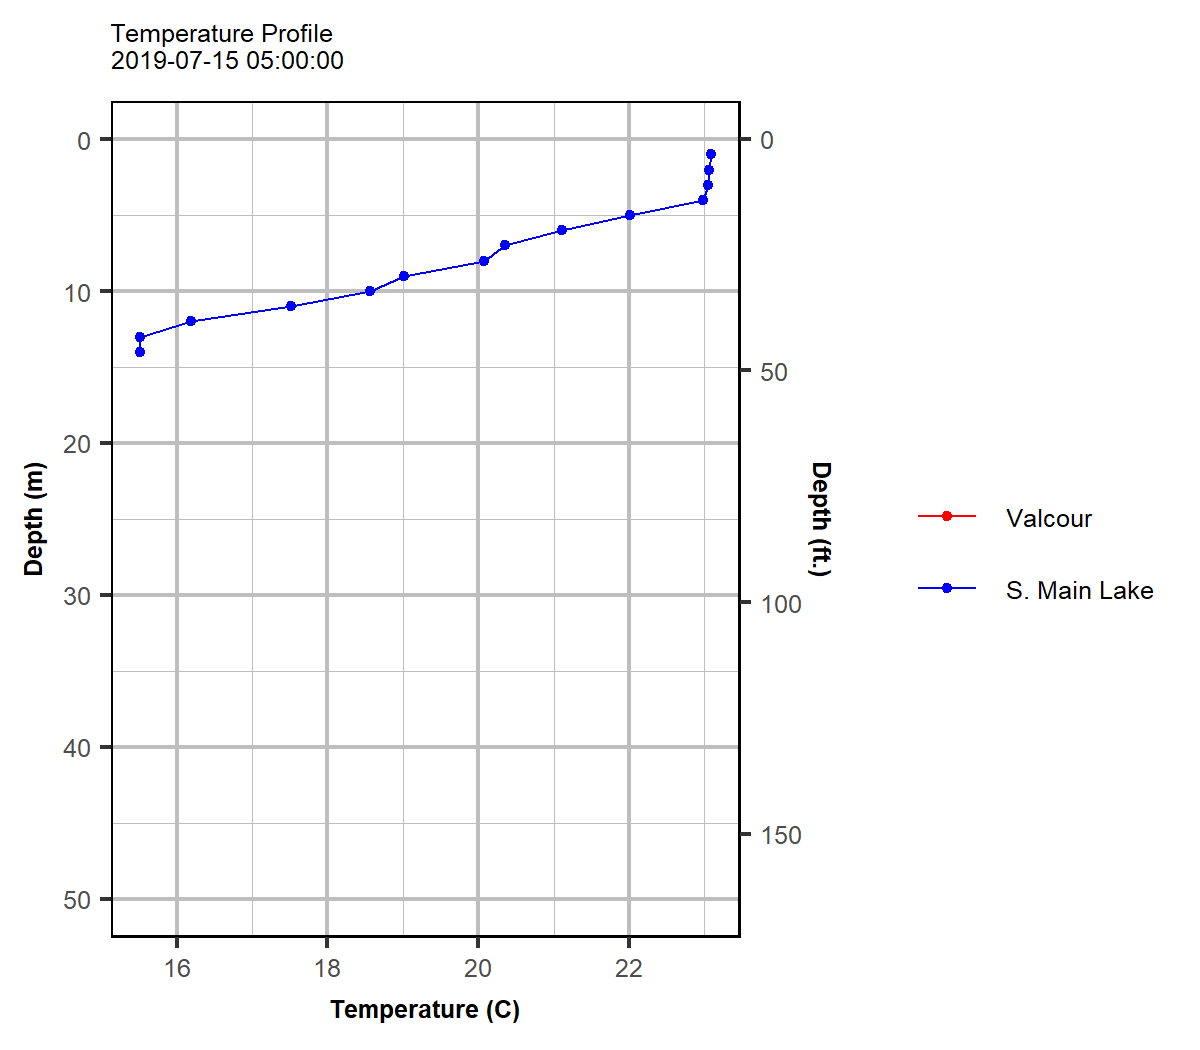 Temperature Profile
2019-07-15 05:00:00
0
10
20
30
40
50
Depth (m)
0
50
100
150
Depth (ft.)
16 18 20 22
Temperature (C)
Valcour
S. Main Lake